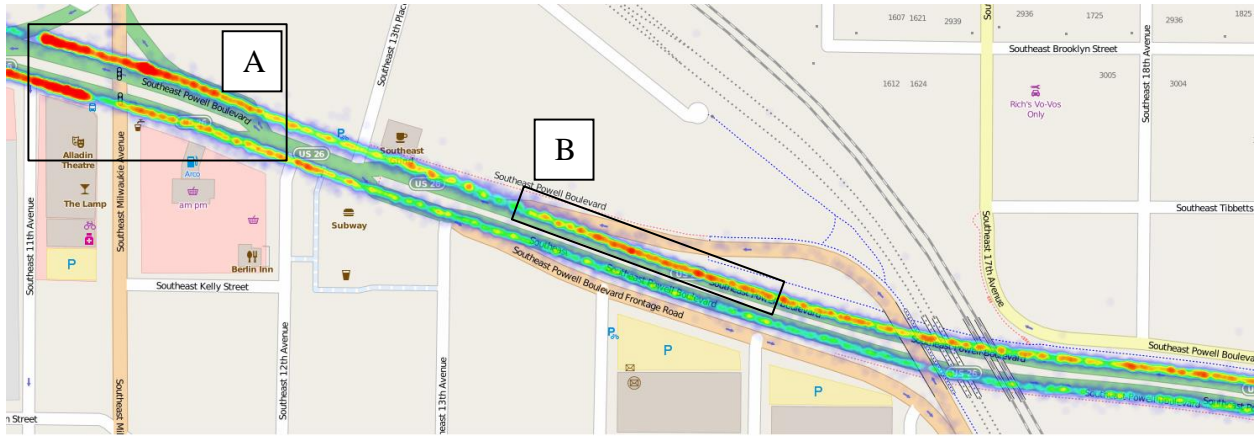 A
B
Southeast 13th Place
1607 1621
2939
2936
1725
2936
1825
Southeast Brooklyn Street
1612
1624
3005
3004
Rich's Vo-Vos
Only
Southeast 18th Avenue
Southeast Tibbetts
Southeast 17th Avenue
Southeast Powell Boulevard
Southeast
US 26
US 26
Southeast Powell Boulevard
Alladin
Theatre
The Lamp
Arco
am pm
Berlin Inn
Subway
P
P
P
Southeast 11th Avenue
Southeast Milwaukie Avenue
Southeast Kelly Street
Southeast 12th Avenue
Southeast 13th Avenue
Southeast Powell Boulevard
Southeast Powell Boulevard Frontage Road
Southeast Powell Boulevard
US 26